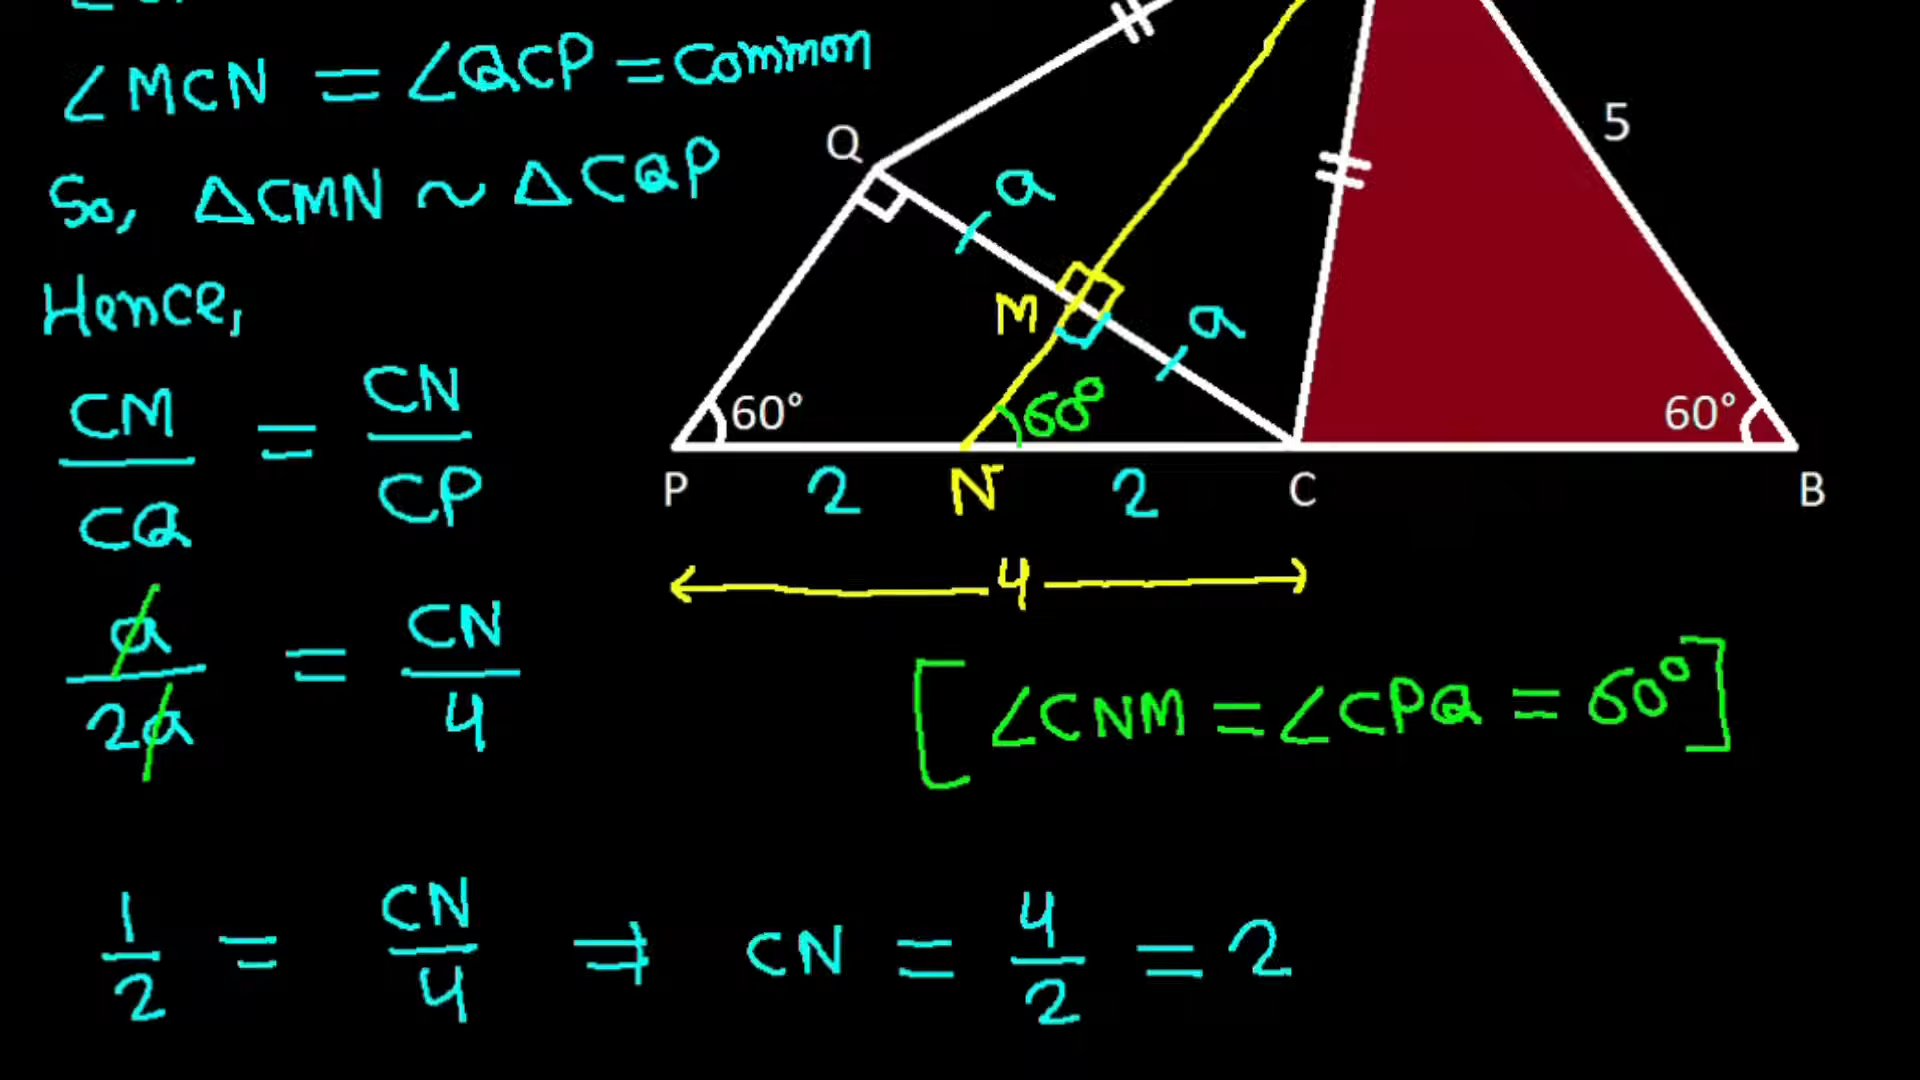 ∠MCN = ∠QCP = Common
So, △CMN ~ △CQP
Hence,
CM/CQ = CN/CP
a/2a = CN/4
1/2 = CN/4 ⇒ CN = 4/2 = 2
Q
a
M
a
5
60°
60°
60°
P
2
N
2
C
B
4
[∠CNM = ∠CPQ = 60°]